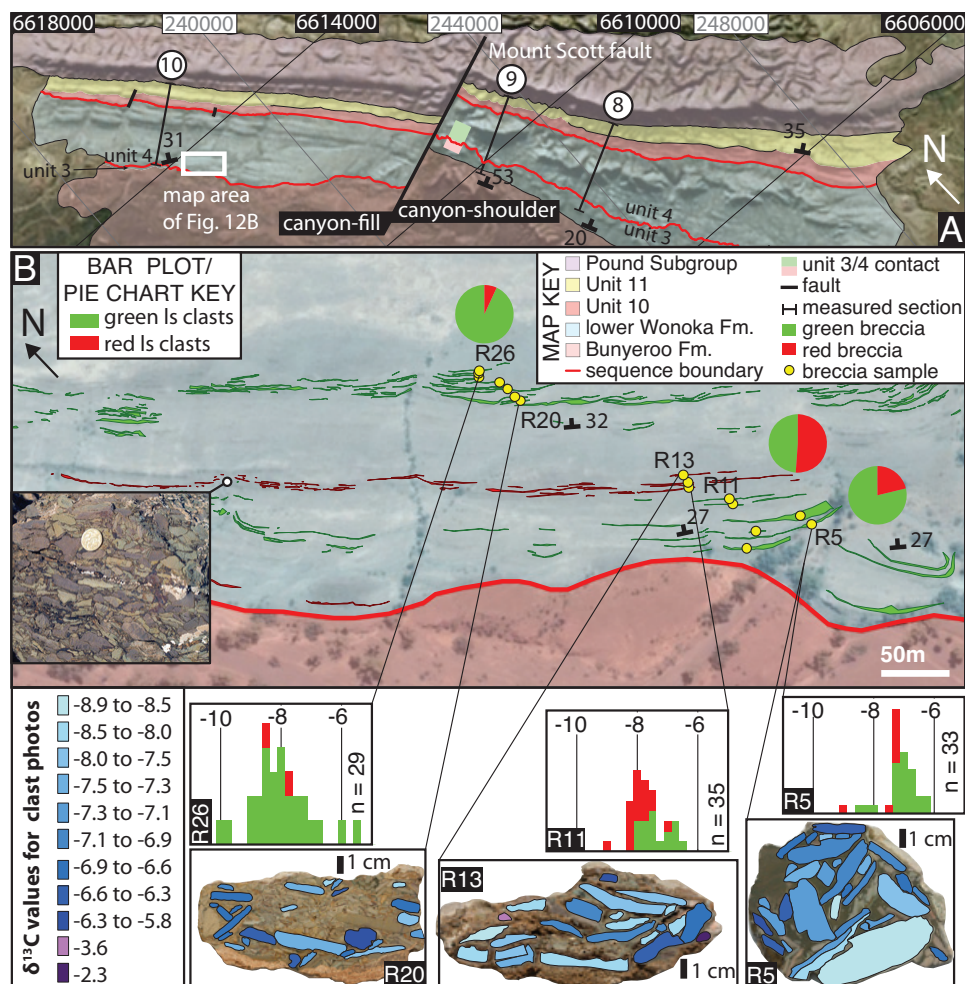 6618000 240000 6614000 244000 6610000 248000 6606000
Mount Scott fault
10
9
8
35
N
31
unit 4
unit 3
53
map area
of Fig. 12B
canyon-fill
canyon-shoulder
20
unit 4
unit 3
A
B
BAR PLOT/
PIE CHART KEY
green ls clasts
red ls clasts
N
MAP KEY
Pound Subgroup
Unit 11
Unit 10
lower Wonoka Fm.
Bunyeroo Fm.
sequence boundary
unit 3/4 contact
fault
measured section
green breccia
red breccia
breccia sample
R26
R20
32
R13
R11
27
R5
27
50m
δ¹³C values for clast photos
-8.9 to -8.5
-8.5 to -8.0
-8.0 to -7.5
-7.5 to -7.3
-7.3 to -7.1
-7.1 to -6.9
-6.9 to -6.6
-6.6 to -6.3
-6.3 to -5.8
-3.6
-2.3
-10 -8 -6
R26
n = 29
-10 -8 -6
R11
n = 35
-10 -8 -6
R5
n = 33
1 cm
R20
R13
1 cm
1 cm
R5